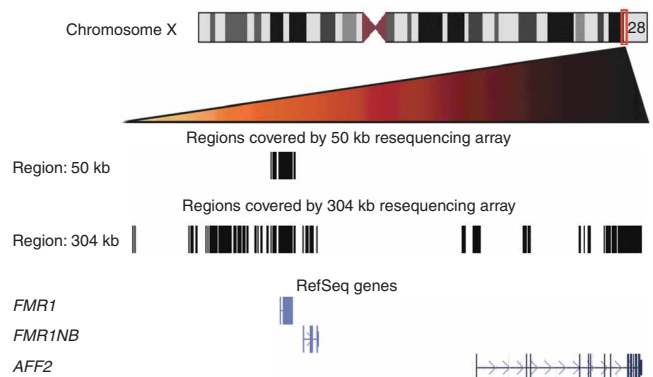 Chromosome X
28
Regions covered by 50 kb resequencing array
Region: 50 kb
Regions covered by 304 kb resequencing array
Region: 304 kb
RefSeq genes
FMR1
FMR1NB
AFF2